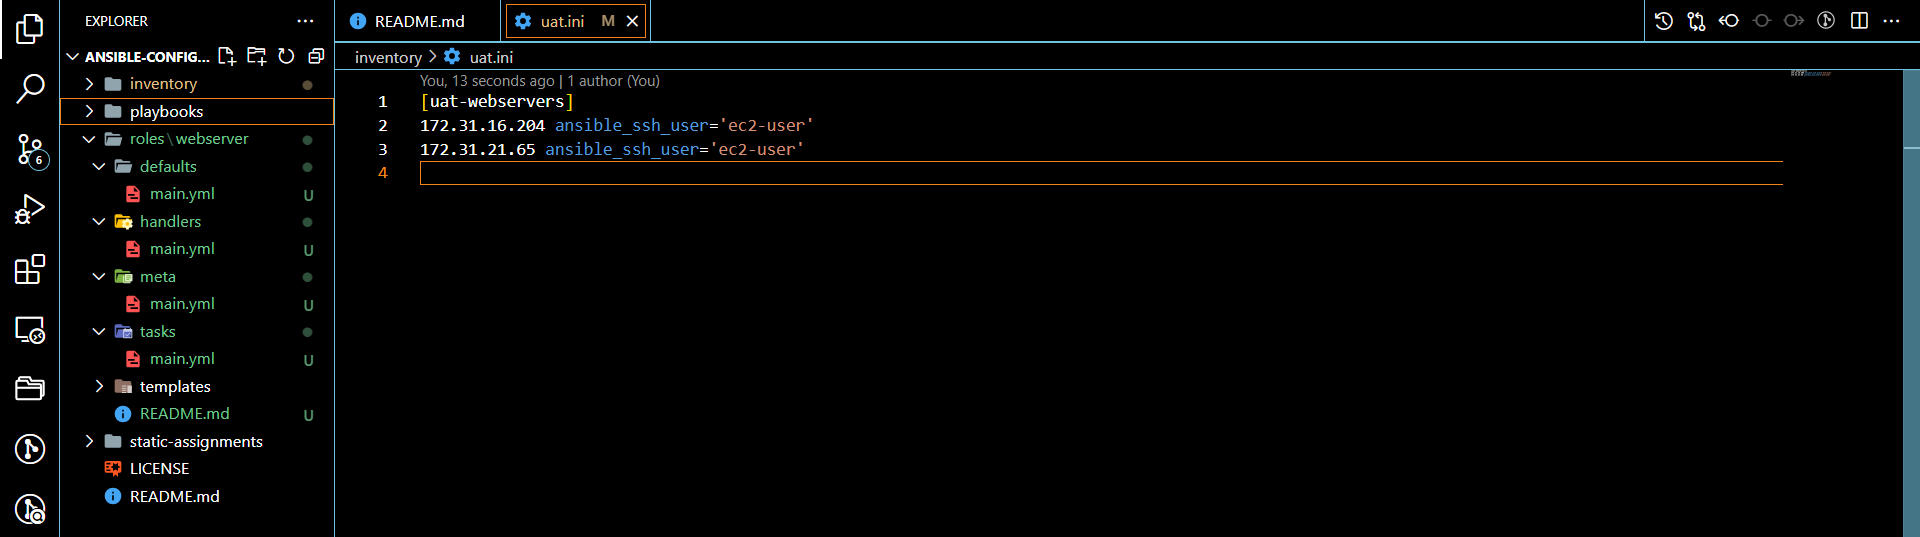 EXPLORER
ANSIBLE-CONFIG...
inventory
playbooks
roles\webserver
defaults
main.yml U
handlers
main.yml U
meta
main.yml U
tasks
main.yml U
templates
README.md U
static-assignments
LICENSE
README.md
6
README.md
uat.ini M
inventory > uat.ini
You, 13 seconds ago | 1 author (You)
1 [uat-webservers]
2 172.31.16.204 ansible_ssh_user='ec2-user'
3 172.31.21.65 ansible_ssh_user='ec2-user'
4